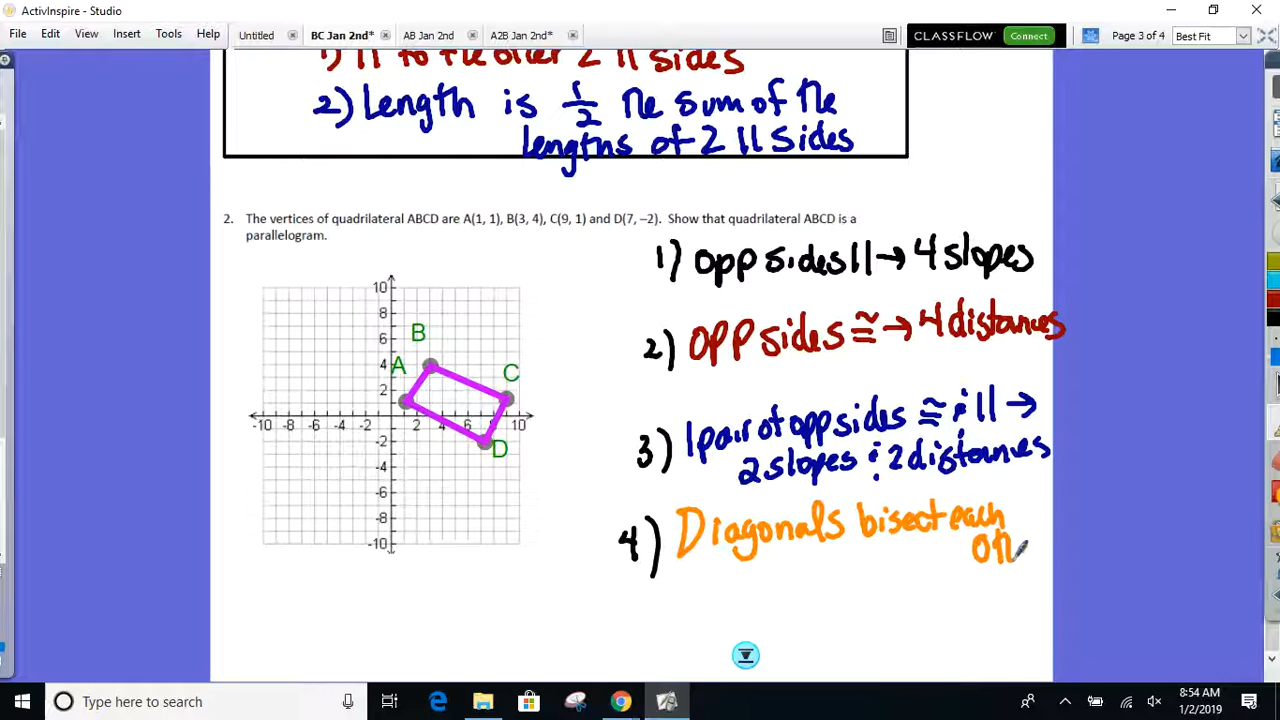 ActivInspire - Studio
File Edit View Insert Tools Help Untitled BC Jan 2nd* AB Jan 2nd A2B Jan 2nd* CLASSFLOW Connect Page 3 of 4 Best Fit
1) || to the other 2 || sides
2) Length is 1/2 the sum of the
lengths of 2 || sides
2. The vertices of quadrilateral ABCD are A(1, 1), B(3, 4), C(9, 1) and D(7, –2). Show that quadrilateral ABCD is a
parallelogram.
1) opp sides || → 4 slopes
2) opp sides ≅ → 4 distances
3) 1 pair of opp sides ≅ & || →
2 slopes & 2 distances
4) Diagonals bisect each
oth
10
8
6
4
2
-10 -8 -6 -4 -2 2 4 6 8 10
-2
-4
-6
-8
-10
B
A
C
D
Type here to search
8:54 AM
1/2/2019